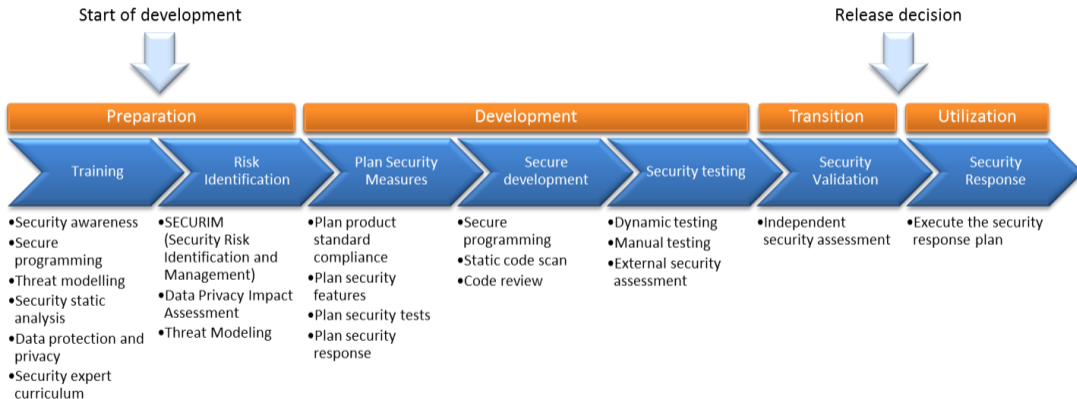 Start of development
Release decision
Preparation
Development
Transition
Utilization
Training
Risk
Identification
Plan Security
Measures
Secure
development
Security testing
Security
Validation
Security
Response
•Security awareness
•Secure
programming
•Threat modelling
•Security static
analysis
•Data protection and
privacy
•Security expert
curriculum
•SECURIM
(Security Risk
Identification and
Management)
•Data Privacy Impact
Assessment
•Threat Modeling
•Plan product
standard
compliance
•Plan security
features
•Plan security tests
•Plan security
response
•Secure
programming
•Static code scan
•Code review
•Dynamic testing
•Manual testing
•External security
assessment
•Independent
security assessment
•Execute the security
response plan